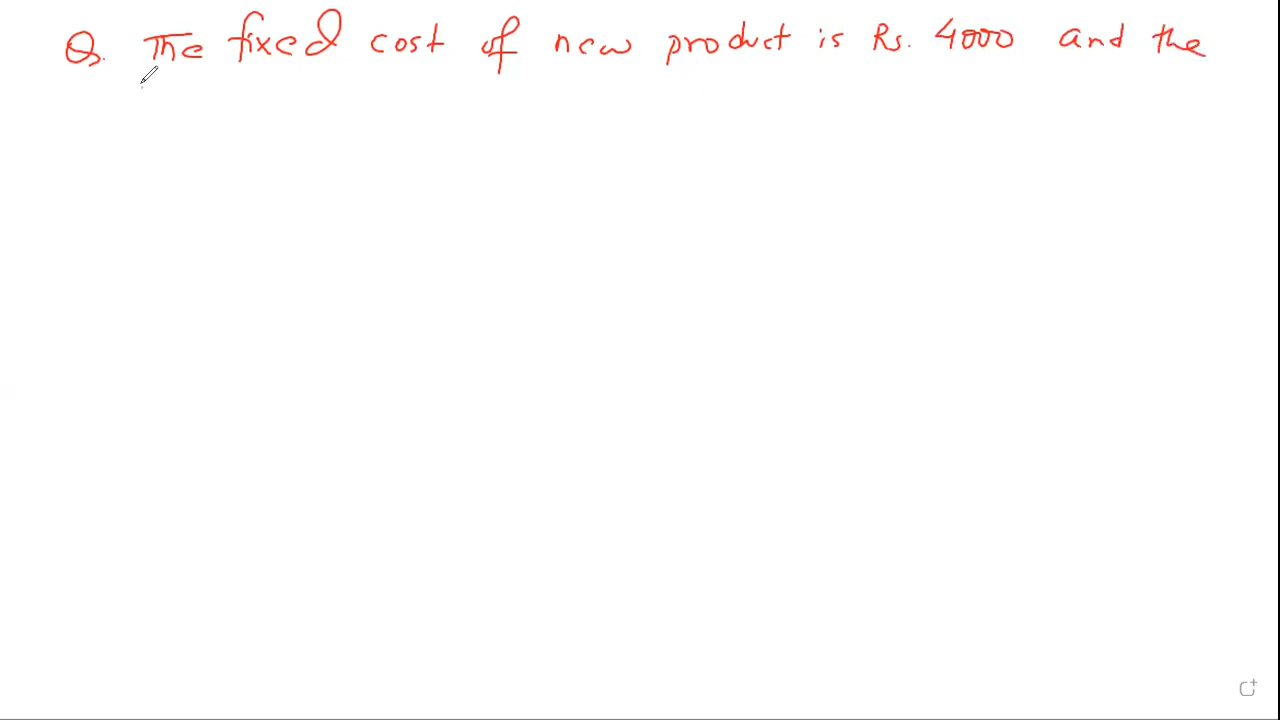 Q. The fixed cost of new product is Rs. 4000 and the